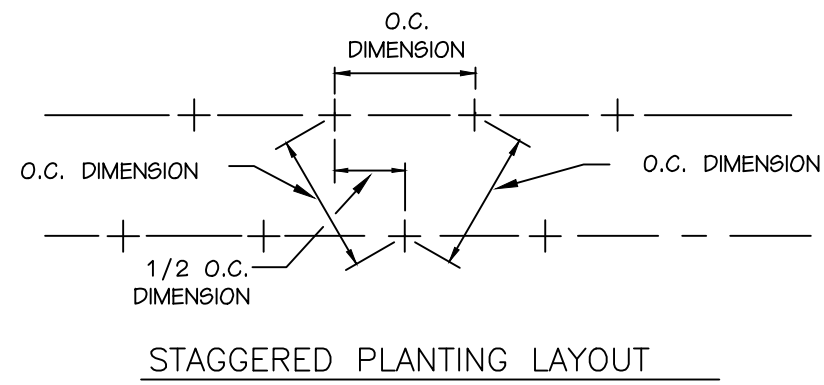 O.C.
DIMENSION
O.C. DIMENSION
O.C. DIMENSION
1/2 O.C.
DIMENSION
STAGGERED PLANTING LAYOUT